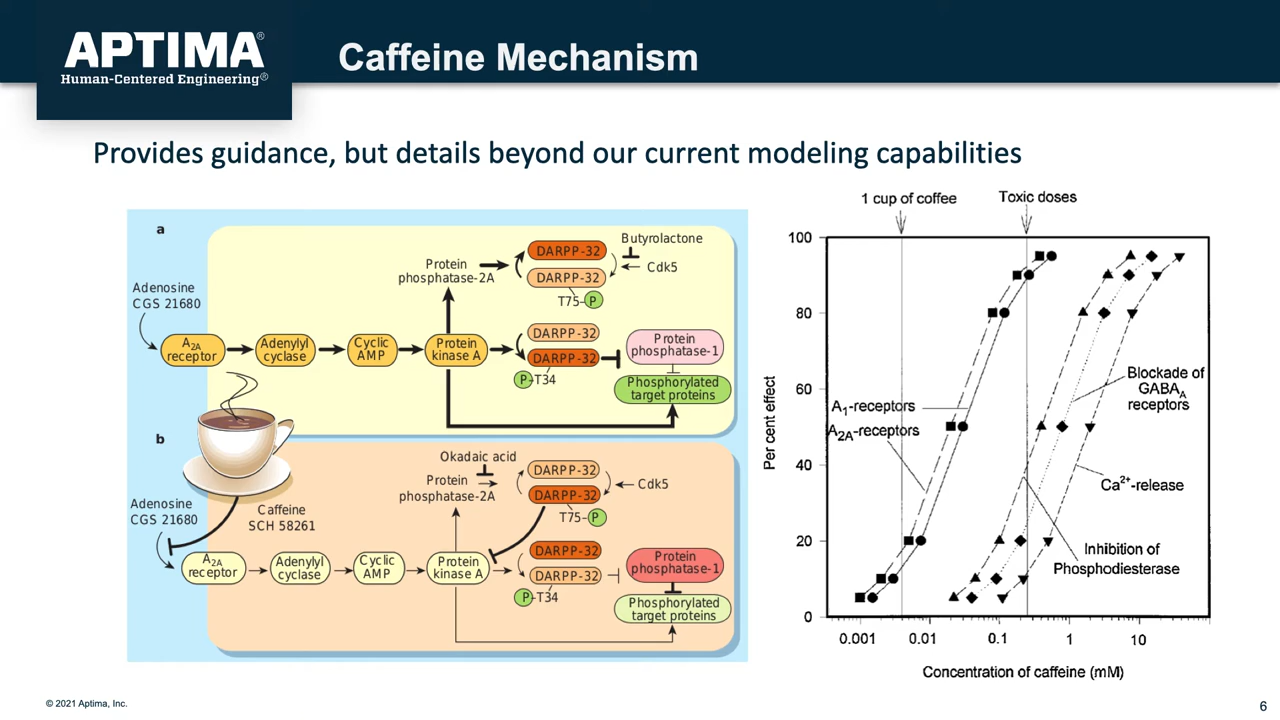 APTIMA®
Human-Centered Engineering®
Caffeine Mechanism
Provides guidance, but details beyond our current modeling capabilities
a
Adenosine
CGS 21680
A2A
receptor
Adenylyl
cyclase
Cyclic
AMP
Protein
kinase A
Protein
phosphatase-2A
DARPP-32
DARPP-32
T75-P
Butyrolactone
Cdk5
DARPP-32
DARPP-32
P-T34
Protein
phosphatase-1
Phosphorylated
target proteins
b
Adenosine
CGS 21680
Caffeine
SCH 58261
A2A
receptor
Adenylyl
cyclase
Cyclic
AMP
Protein
kinase A
Okadaic acid
Protein
phosphatase-2A
DARPP-32
DARPP-32
T75-P
Cdk5
DARPP-32
DARPP-32
P-T34
Protein
phosphatase-1
Phosphorylated
target proteins
1 cup of coffee
Toxic doses
Per cent effect
100
80
60
40
20
0
A1-receptors
A2A-receptors
Blockade of
GABAA
receptors
Ca2+-release
Inhibition of
Phosphodiesterase
0.001
0.01
0.1
1
10
Concentration of caffeine (mM)
© 2021 Aptima, Inc.
6